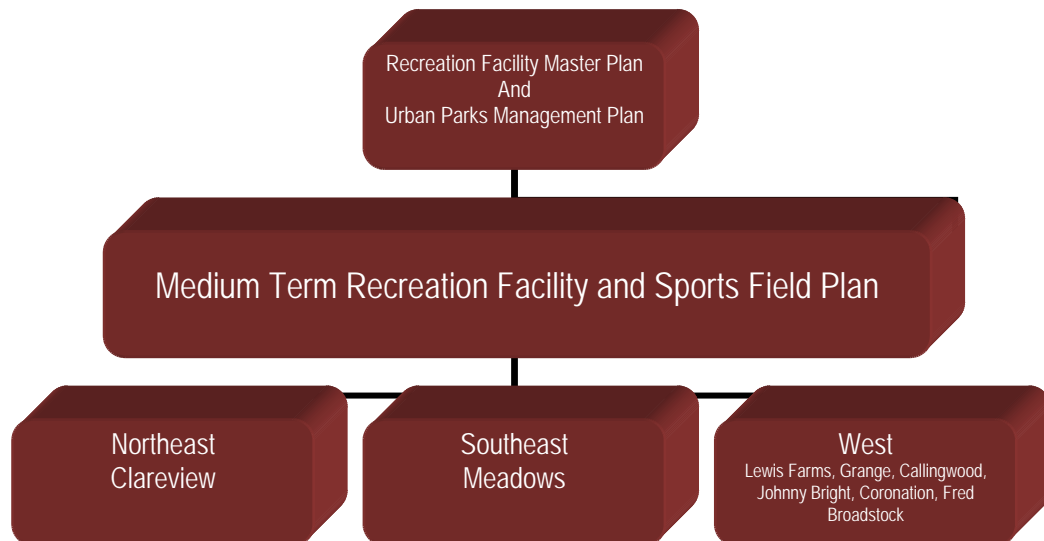 Recreation Facility Master Plan
And
Urban Parks Management Plan
Medium Term Recreation Facility and Sports Field Plan
Northeast
Clareview
Southeast
Meadows
West
Lewis Farms, Grange, Callingwood,
Johnny Bright, Coronation, Fred
Broadstock